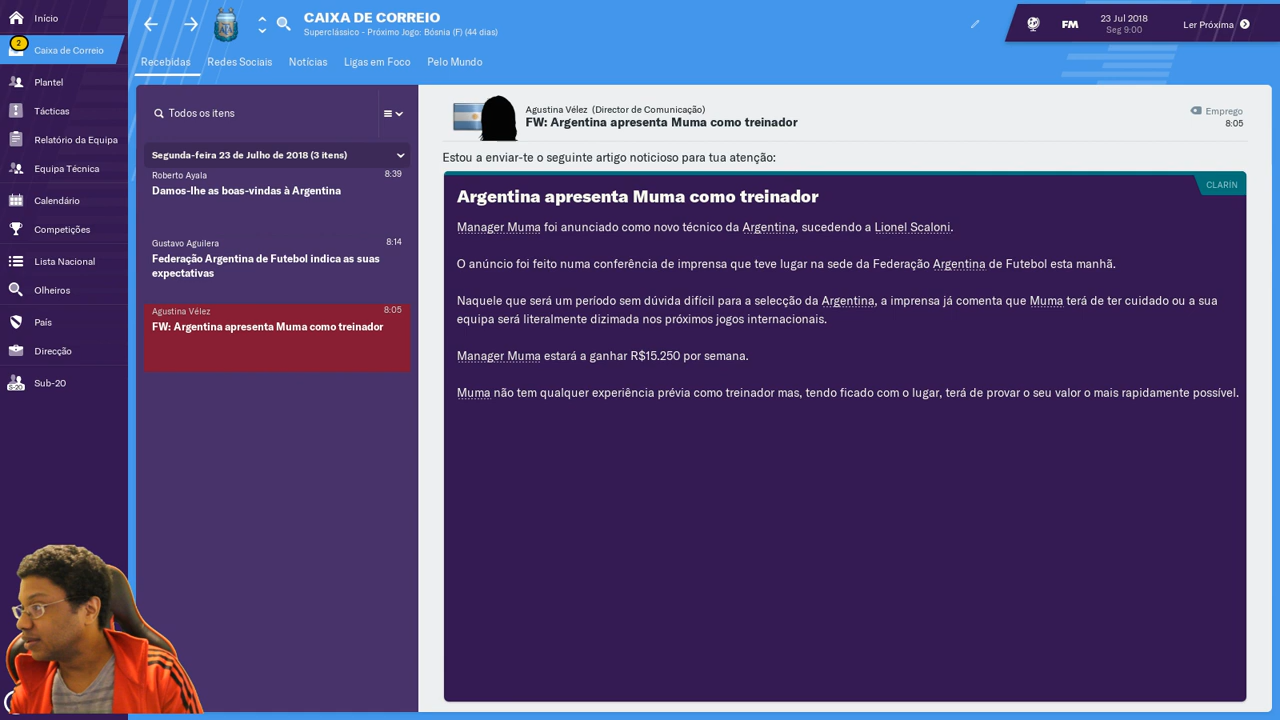 CAIXA DE CORREIO
Superclássico - Próximo Jogo: Bósnia (F) (44 dias)
FM
23 Jul 2018
Seg 9:00
Ler Próxima
Início
2
Caixa de Correio
Plantel
Tácticas
Relatório da Equipa
Equipa Técnica
Calendário
Competições
Lista Nacional
Olheiros
País
Direcção
S-20
Sub-20
Recebidas
Redes Sociais
Notícias
Ligas em Foco
Pelo Mundo
Todos os itens
Segunda-feira 23 de Julho de 2018 (3 itens)
Roberto Ayala 8:39
Damos-lhe as boas-vindas à Argentina
Gustavo Aguilera 8:14
Federação Argentina de Futebol indica as suas
expectativas
Agustina Vélez 8:05
FW: Argentina apresenta Muma como treinador
Agustina Vélez (Director de Comunicação)
FW: Argentina apresenta Muma como treinador
Emprego
8:05
Estou a enviar-te o seguinte artigo noticioso para tua atenção:
CLARÍN
Argentina apresenta Muma como treinador
Manager Muma foi anunciado como novo técnico da Argentina, sucedendo a Lionel Scaloni.
O anúncio foi feito numa conferência de imprensa que teve lugar na sede da Federação Argentina de Futebol esta manhã.
Naquele que será um período sem dúvida difícil para a selecção da Argentina, a imprensa já comenta que Muma terá de ter cuidado ou a sua
equipa será literalmente dizimada nos próximos jogos internacionais.
Manager Muma estará a ganhar R$15.250 por semana.
Muma não tem qualquer experiência prévia como treinador mas, tendo ficado com o lugar, terá de provar o seu valor o mais rapidamente possível.